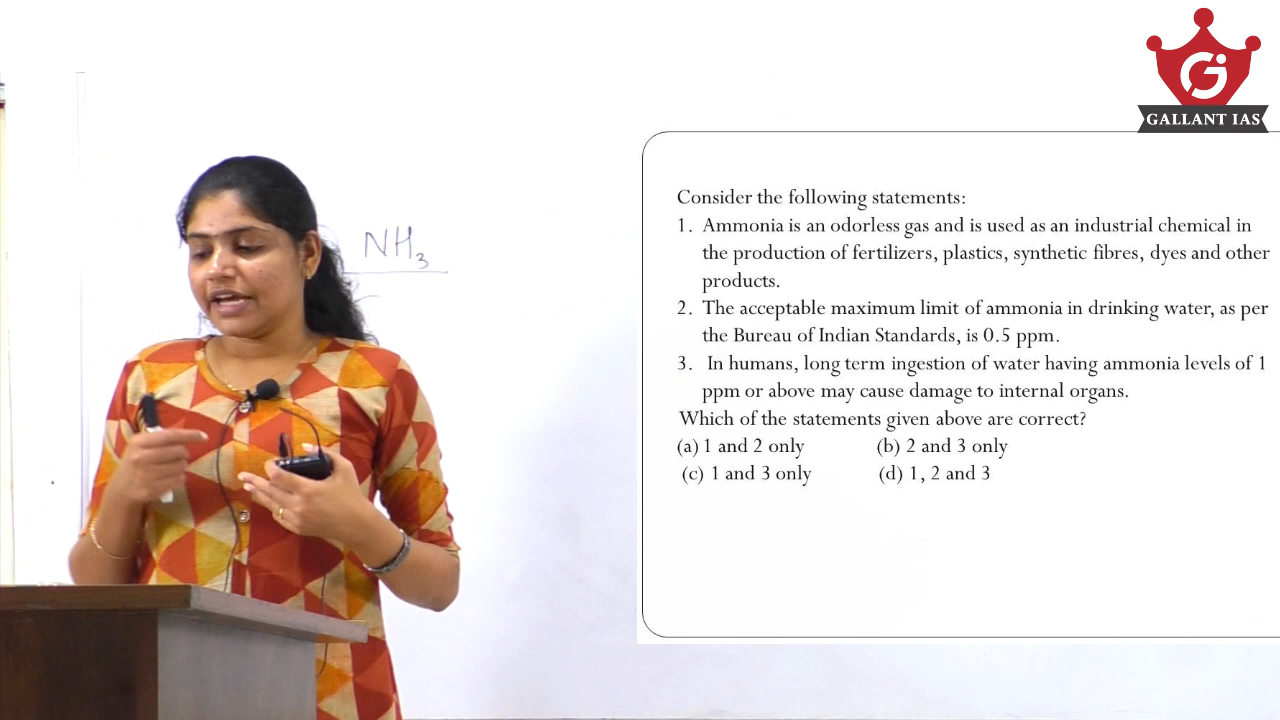 GALLANT IAS
NH₃
Consider the following statements:
1. Ammonia is an odorless gas and is used as an industrial chemical in
the production of fertilizers, plastics, synthetic fibres, dyes and other
products.
2. The acceptable maximum limit of ammonia in drinking water, as per
the Bureau of Indian Standards, is 0.5 ppm.
3. In humans, long term ingestion of water having ammonia levels of 1
ppm or above may cause damage to internal organs.
Which of the statements given above are correct?
(a) 1 and 2 only (b) 2 and 3 only
(c) 1 and 3 only (d) 1, 2 and 3